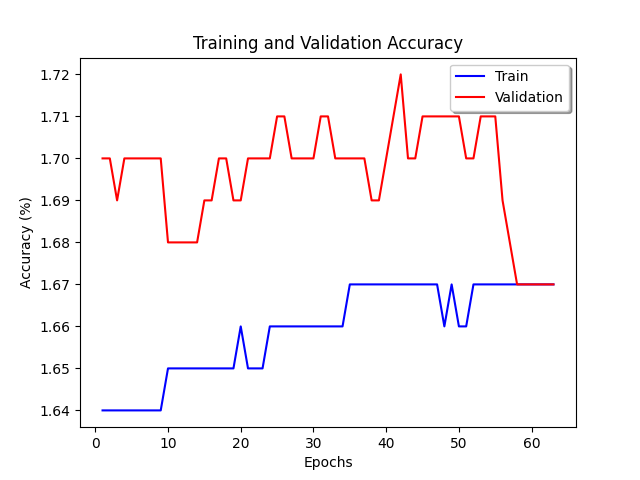 Training and Validation Accuracy
Train
Validation
1.72
1.71
1.70
1.69
1.68
1.67
1.66
1.65
1.64
Accuracy (%)
0 10 20 30 40 50 60
Epochs